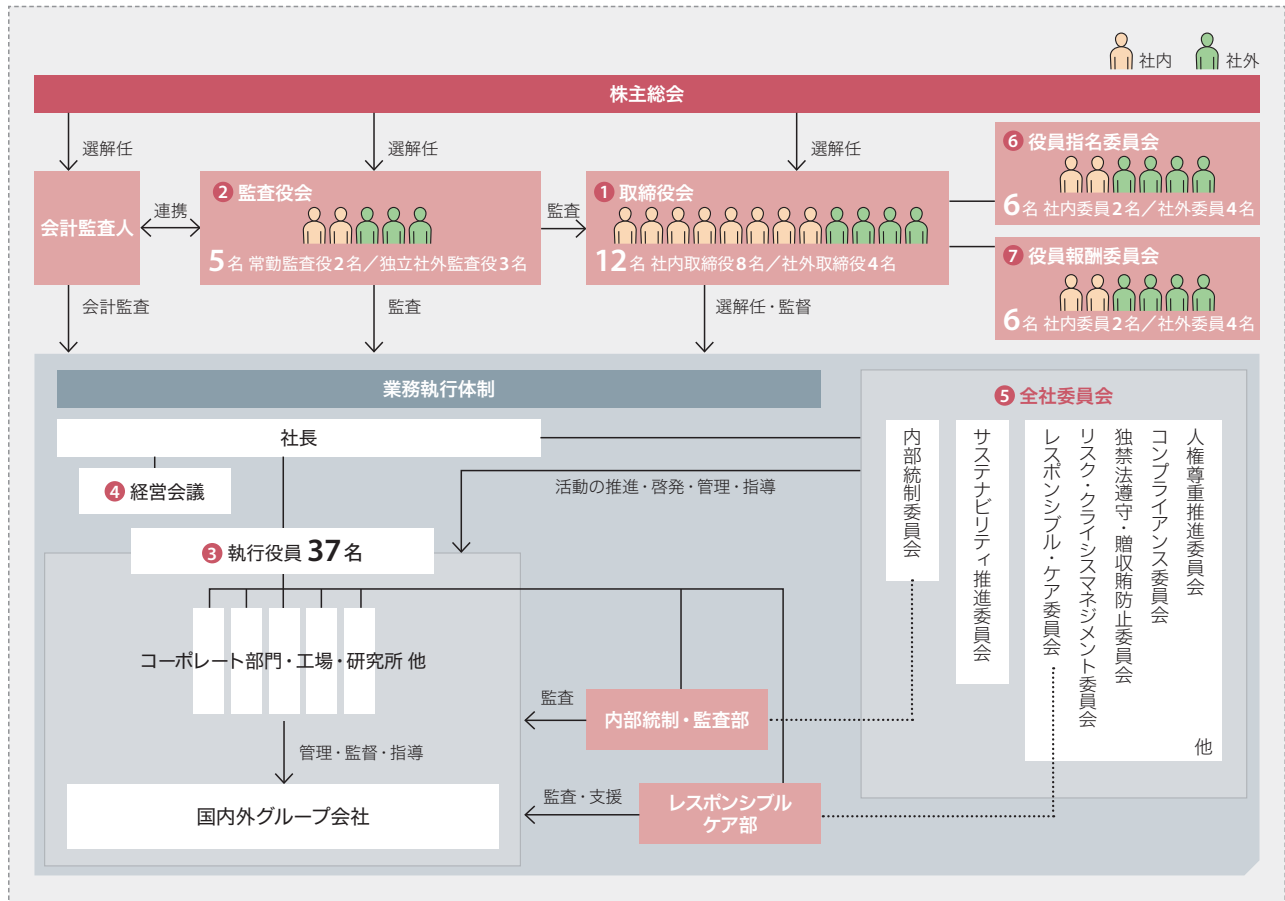 社内
社外
株主総会
選解任
選解任
選解任
会計監査人
連携
❷ 監査役会
5名 常勤監査役2名／独立社外監査役3名
監査
❶ 取締役会
12名 社内取締役8名／社外取締役4名
❻ 役員指名委員会
6名 社内委員2名／社外委員4名
❼ 役員報酬委員会
6名 社内委員2名／社外委員4名
会計監査
監査
選解任・監督
業務執行体制
社長
❹ 経営会議
❸ 執行役員 37名
活動の推進・啓発・管理・指導
コーポレート部門・工場・研究所 他
管理・監督・指導
国内外グループ会社
監査
内部統制・監査部
監査・支援
レスポンシブル
ケア部
❺ 全社委員会
内部統制委員会
サステナビリティ推進委員会
レスポンシブル・ケア委員会
リスク・クライシスマネジメント委員会
独禁法遵守・贈収賄防止委員会
コンプライアンス委員会
人権尊重推進委員会
他